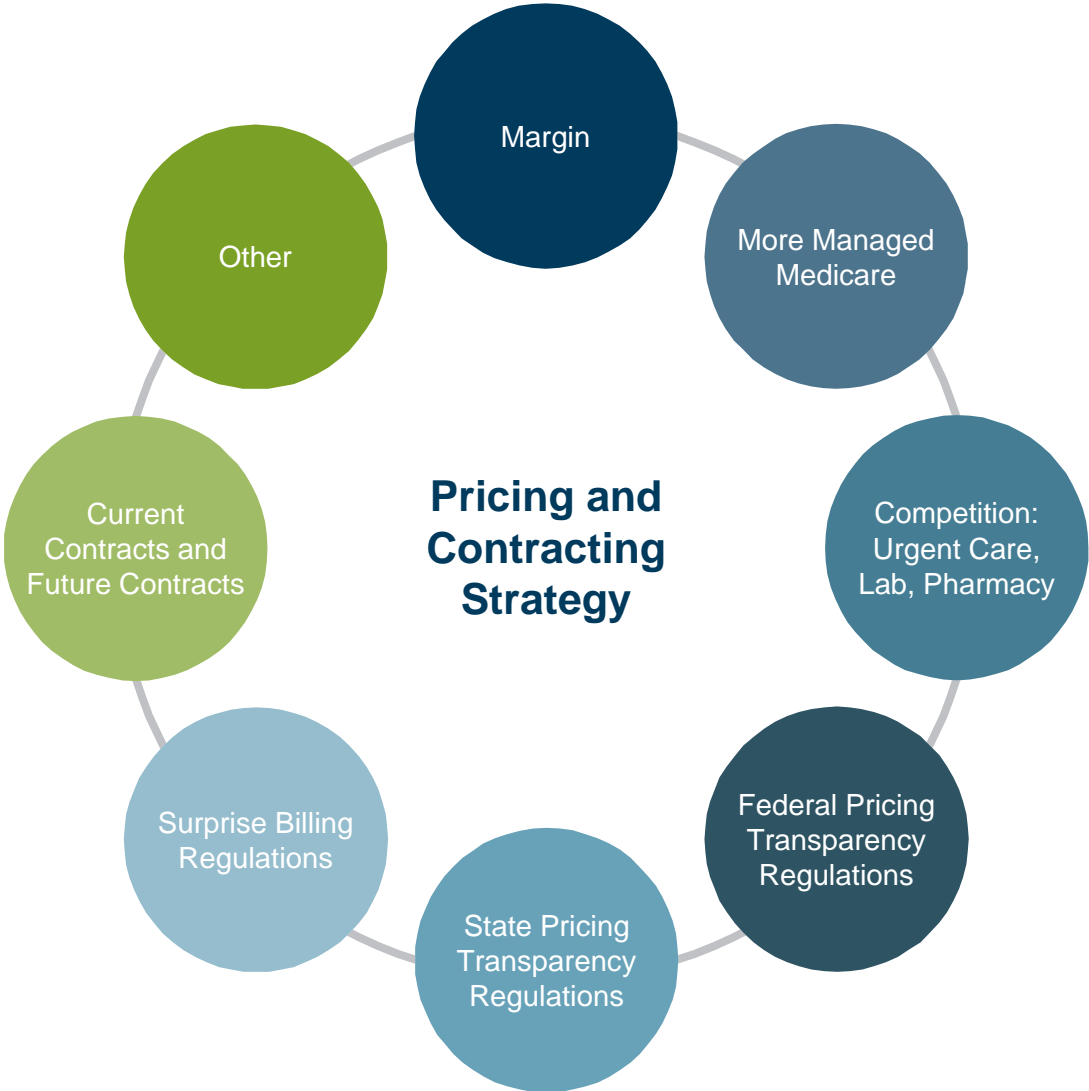 Margin
More Managed
Medicare
Competition:
Urgent Care,
Lab, Pharmacy
Federal Pricing
Transparency
Regulations
State Pricing
Transparency
Regulations
Surprise Billing
Regulations
Current
Contracts and
Future Contracts
Other
Pricing and
Contracting
Strategy